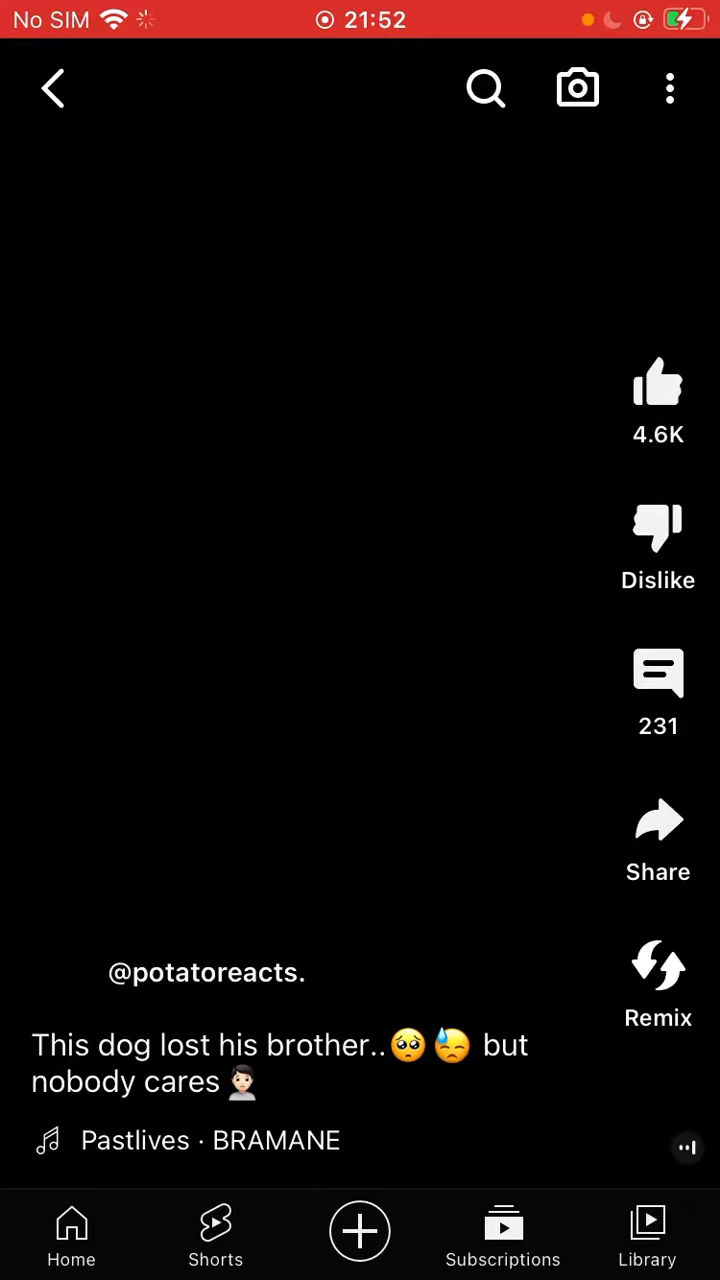 No SIM 21:52
4.6K
Dislike
231
Share
@potatoreacts.
Remix
This dog lost his brother..🥺😓 but
nobody cares🧍🏻
Pastlives · BRAMANE
Home Shorts Subscriptions Library